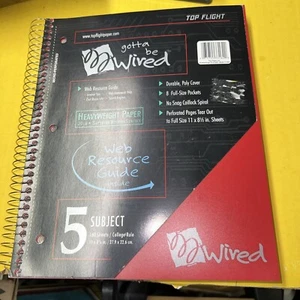 TOP FLIGHT
www.topflightpaper.com
gotta
be
Wired
Web Resource Guide
Durable, Poly Cover
8 Full-Size Pockets
No Snag Coillock Spiral
Perforated Pages Tear Out
to Full Size 11 x 8½ in. Sheets
HEAVYWEIGHT PAPER
Web
Resource
Guide
inside
5 SUBJECT
Sheets / College Rule
Wired